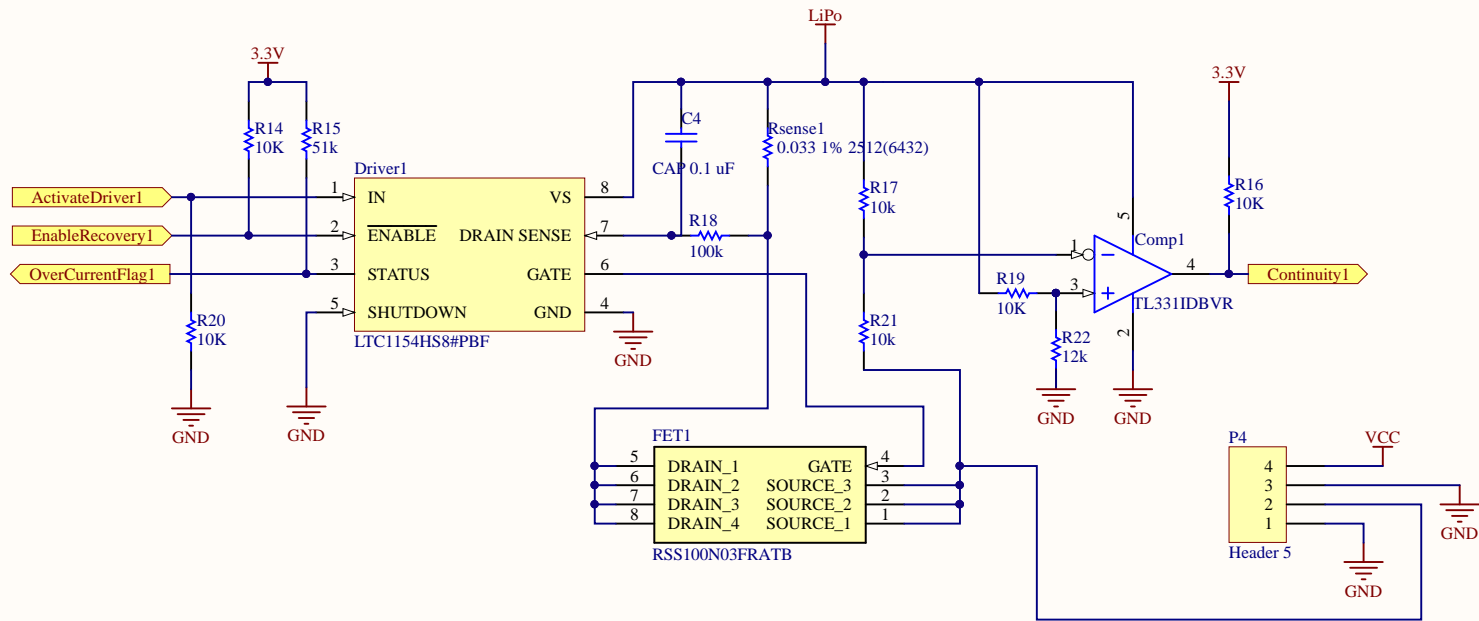 LiPo
3.3V
3.3V
R14
10K
R15
51k
C4
CAP 0.1 uF
Rsense1
0.033 1% 2512(6432)
Driver1
ActivateDriver1
1
IN
VS
8
R17
10k
R16
10K
EnableRecovery1
2
ENABLE
DRAIN SENSE
7
R18
100k
5
Comp1
1
OverCurrentFlag1
3
STATUS
GATE
6
4
Continuity1
R19
10K
3
TL331IDBVR
5
SHUTDOWN
GND
4
R20
10K
LTC1154HS8#PBF
GND
R21
10k
2
R22
12k
GND
GND
GND
GND
FET1
5
DRAIN_1
GATE
4
6
DRAIN_2
SOURCE_3
3
7
DRAIN_3
SOURCE_2
2
8
DRAIN_4
SOURCE_1
1
RSS100N03FRATB
P4
VCC
4
3
2
1
GND
Header 5
GND